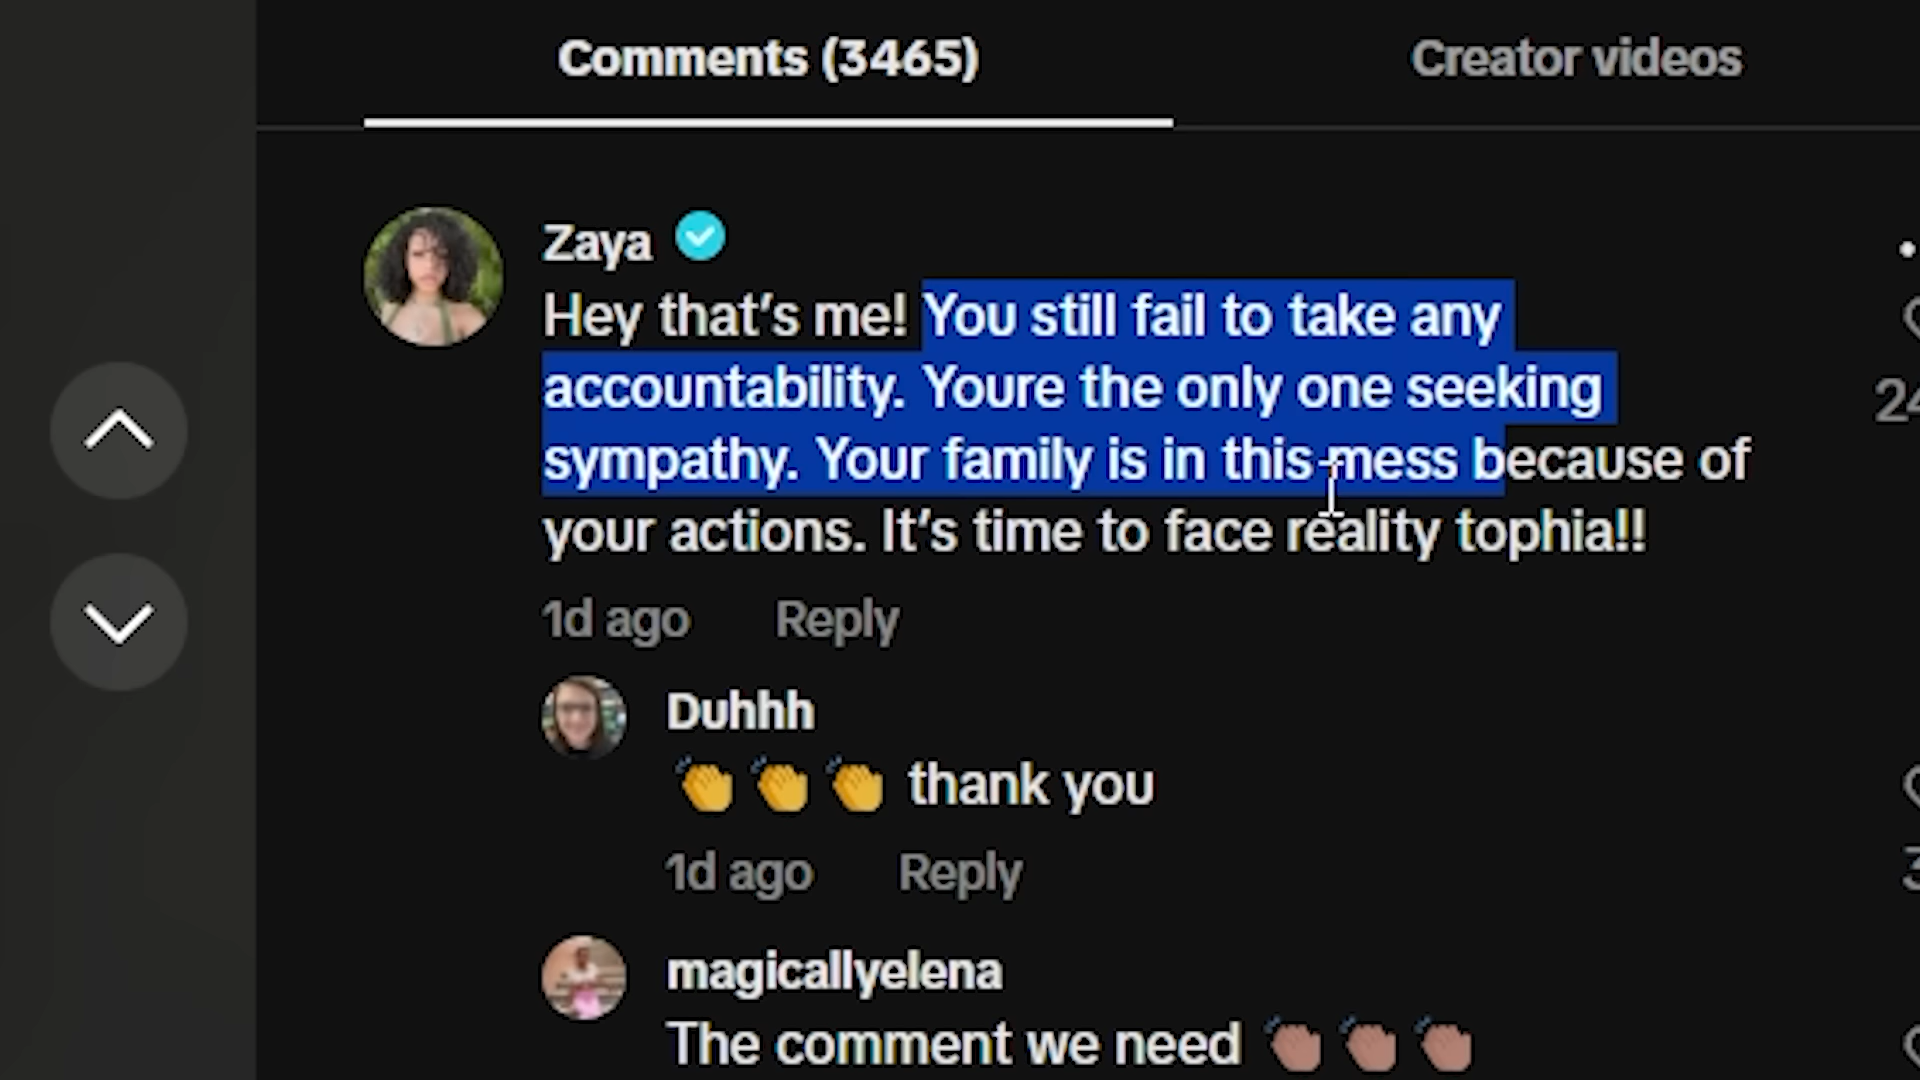 Comments (3465)
Creator videos
Zaya
Hey that's me! You still fail to take any
accountability. Youre the only one seeking
sympathy. Your family is in this mess because of
your actions. It's time to face reality tophia!!
1d ago Reply
Duhhh
👏 👏 👏 thank you
1d ago Reply
magicallyelena
The comment we need 👏🏽 👏🏽 👏🏽